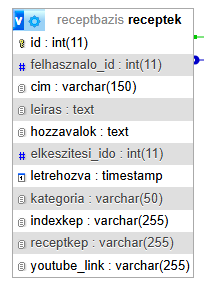 v receptbazis receptek
id : int(11)
# felhasznalo_id : int(11)
cim : varchar(150)
leiras : text
hozzavalok : text
# elkeszitesi_ido : int(11)
letrehozva : timestamp
kategoria : varchar(50)
indexkep : varchar(255)
receptkep : varchar(255)
youtube_link : varchar(255)